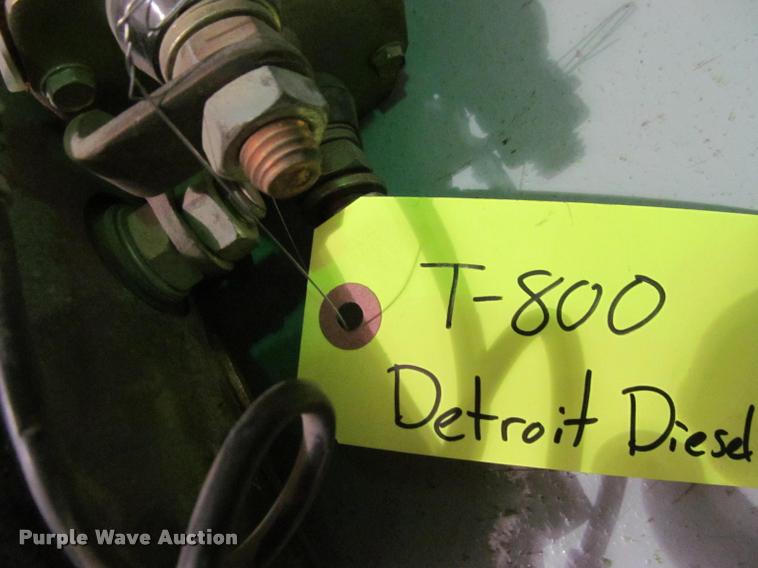 T-800
Detroit Diesel
Purple Wave Auction